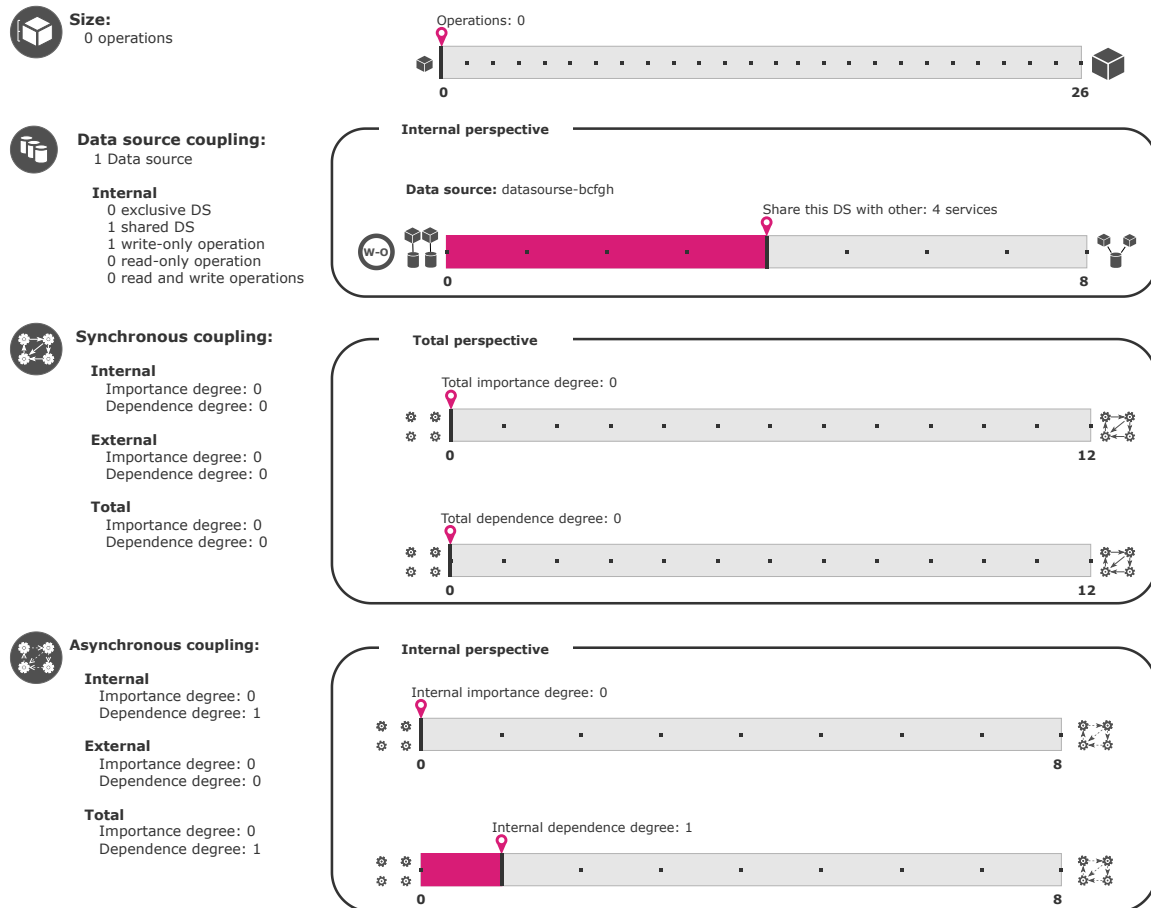 Size:
0 operations
Operations: 0
0
26
Data source coupling:
1 Data source
Internal
0 exclusive DS
1 shared DS
1 write-only operation
0 read-only operation
0 read and write operations
Internal perspective
Data source: datasourse-bcfgh
Share this DS with other: 4 services
W-O
0
8
Synchronous coupling:
Internal
Importance degree: 0
Dependence degree: 0
External
Importance degree: 0
Dependence degree: 0
Total
Importance degree: 0
Dependence degree: 0
Total perspective
Total importance degree: 0
0
12
Total dependence degree: 0
0
12
Asynchronous coupling:
Internal
Importance degree: 0
Dependence degree: 1
External
Importance degree: 0
Dependence degree: 0
Total
Importance degree: 0
Dependence degree: 1
Internal perspective
Internal importance degree: 0
0
8
Internal dependence degree: 1
0
8